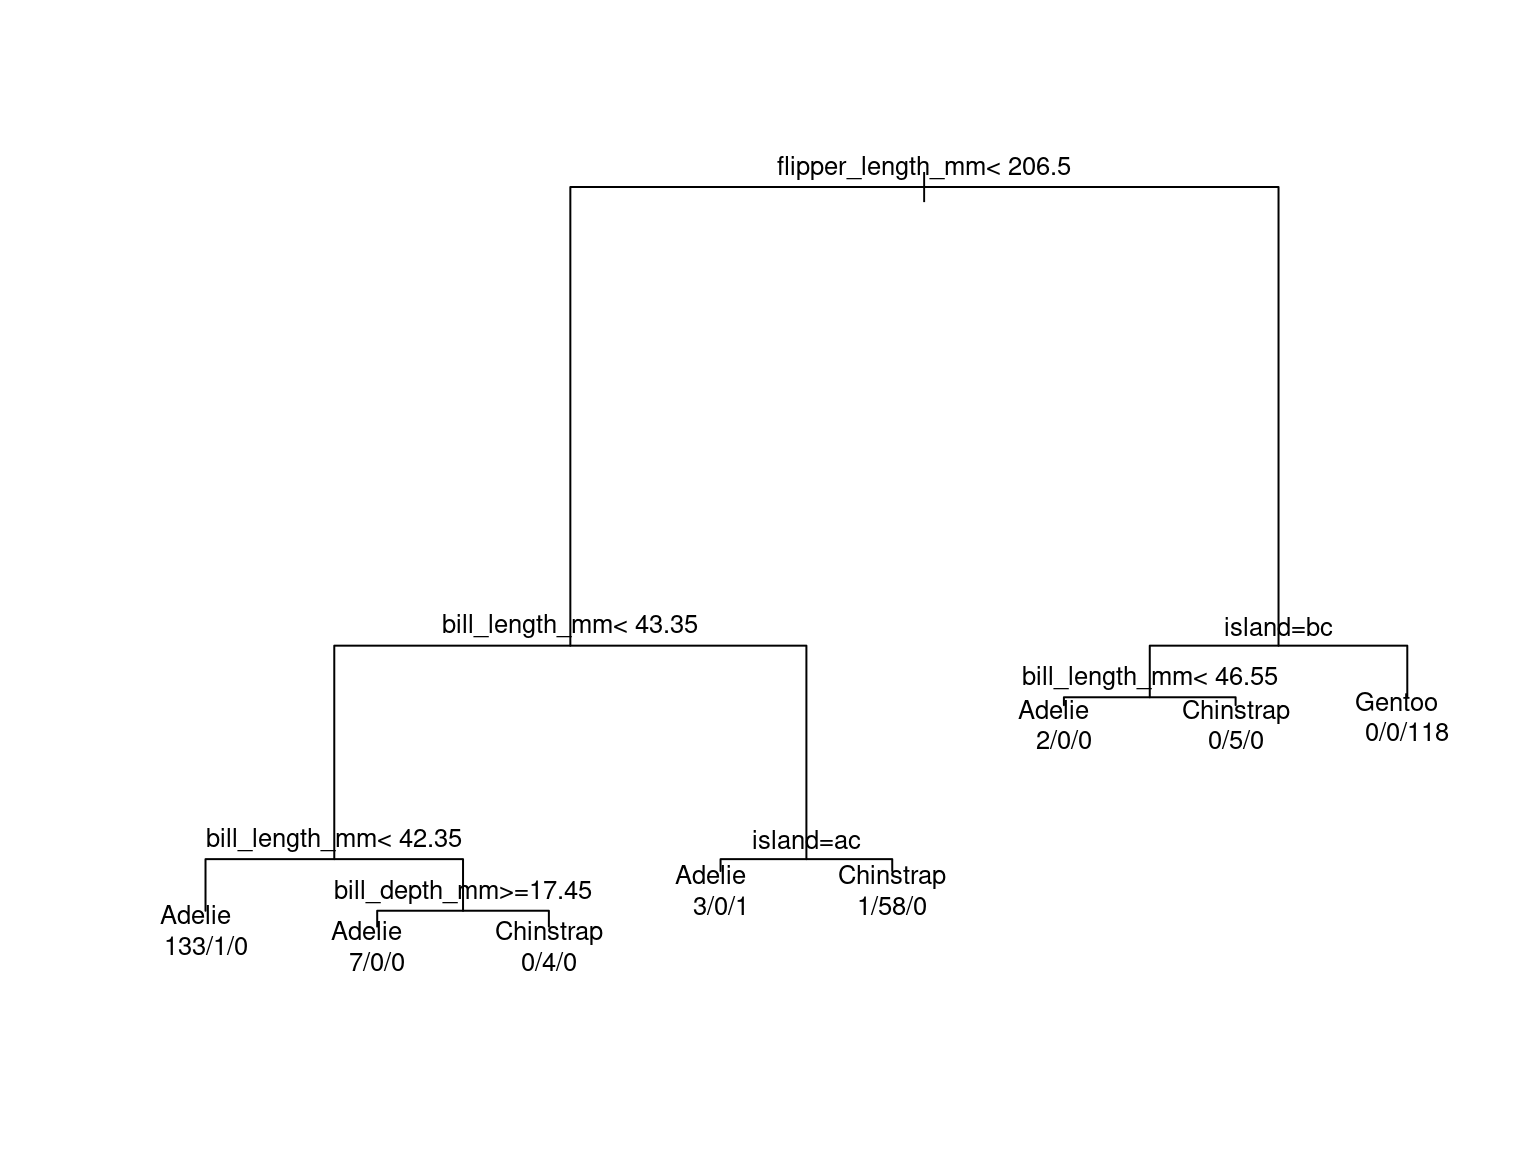 flipper_length_mm< 206.5
bill_length_mm< 43.35
island=bc
bill_length_mm< 46.55
Adelie
2/0/0
Chinstrap
0/5/0
Gentoo
0/0/118
bill_length_mm< 42.35
island=ac
bill_depth_mm>=17.45
Adelie
133/1/0
Adelie
7/0/0
Chinstrap
0/4/0
Adelie
3/0/1
Chinstrap
1/58/0